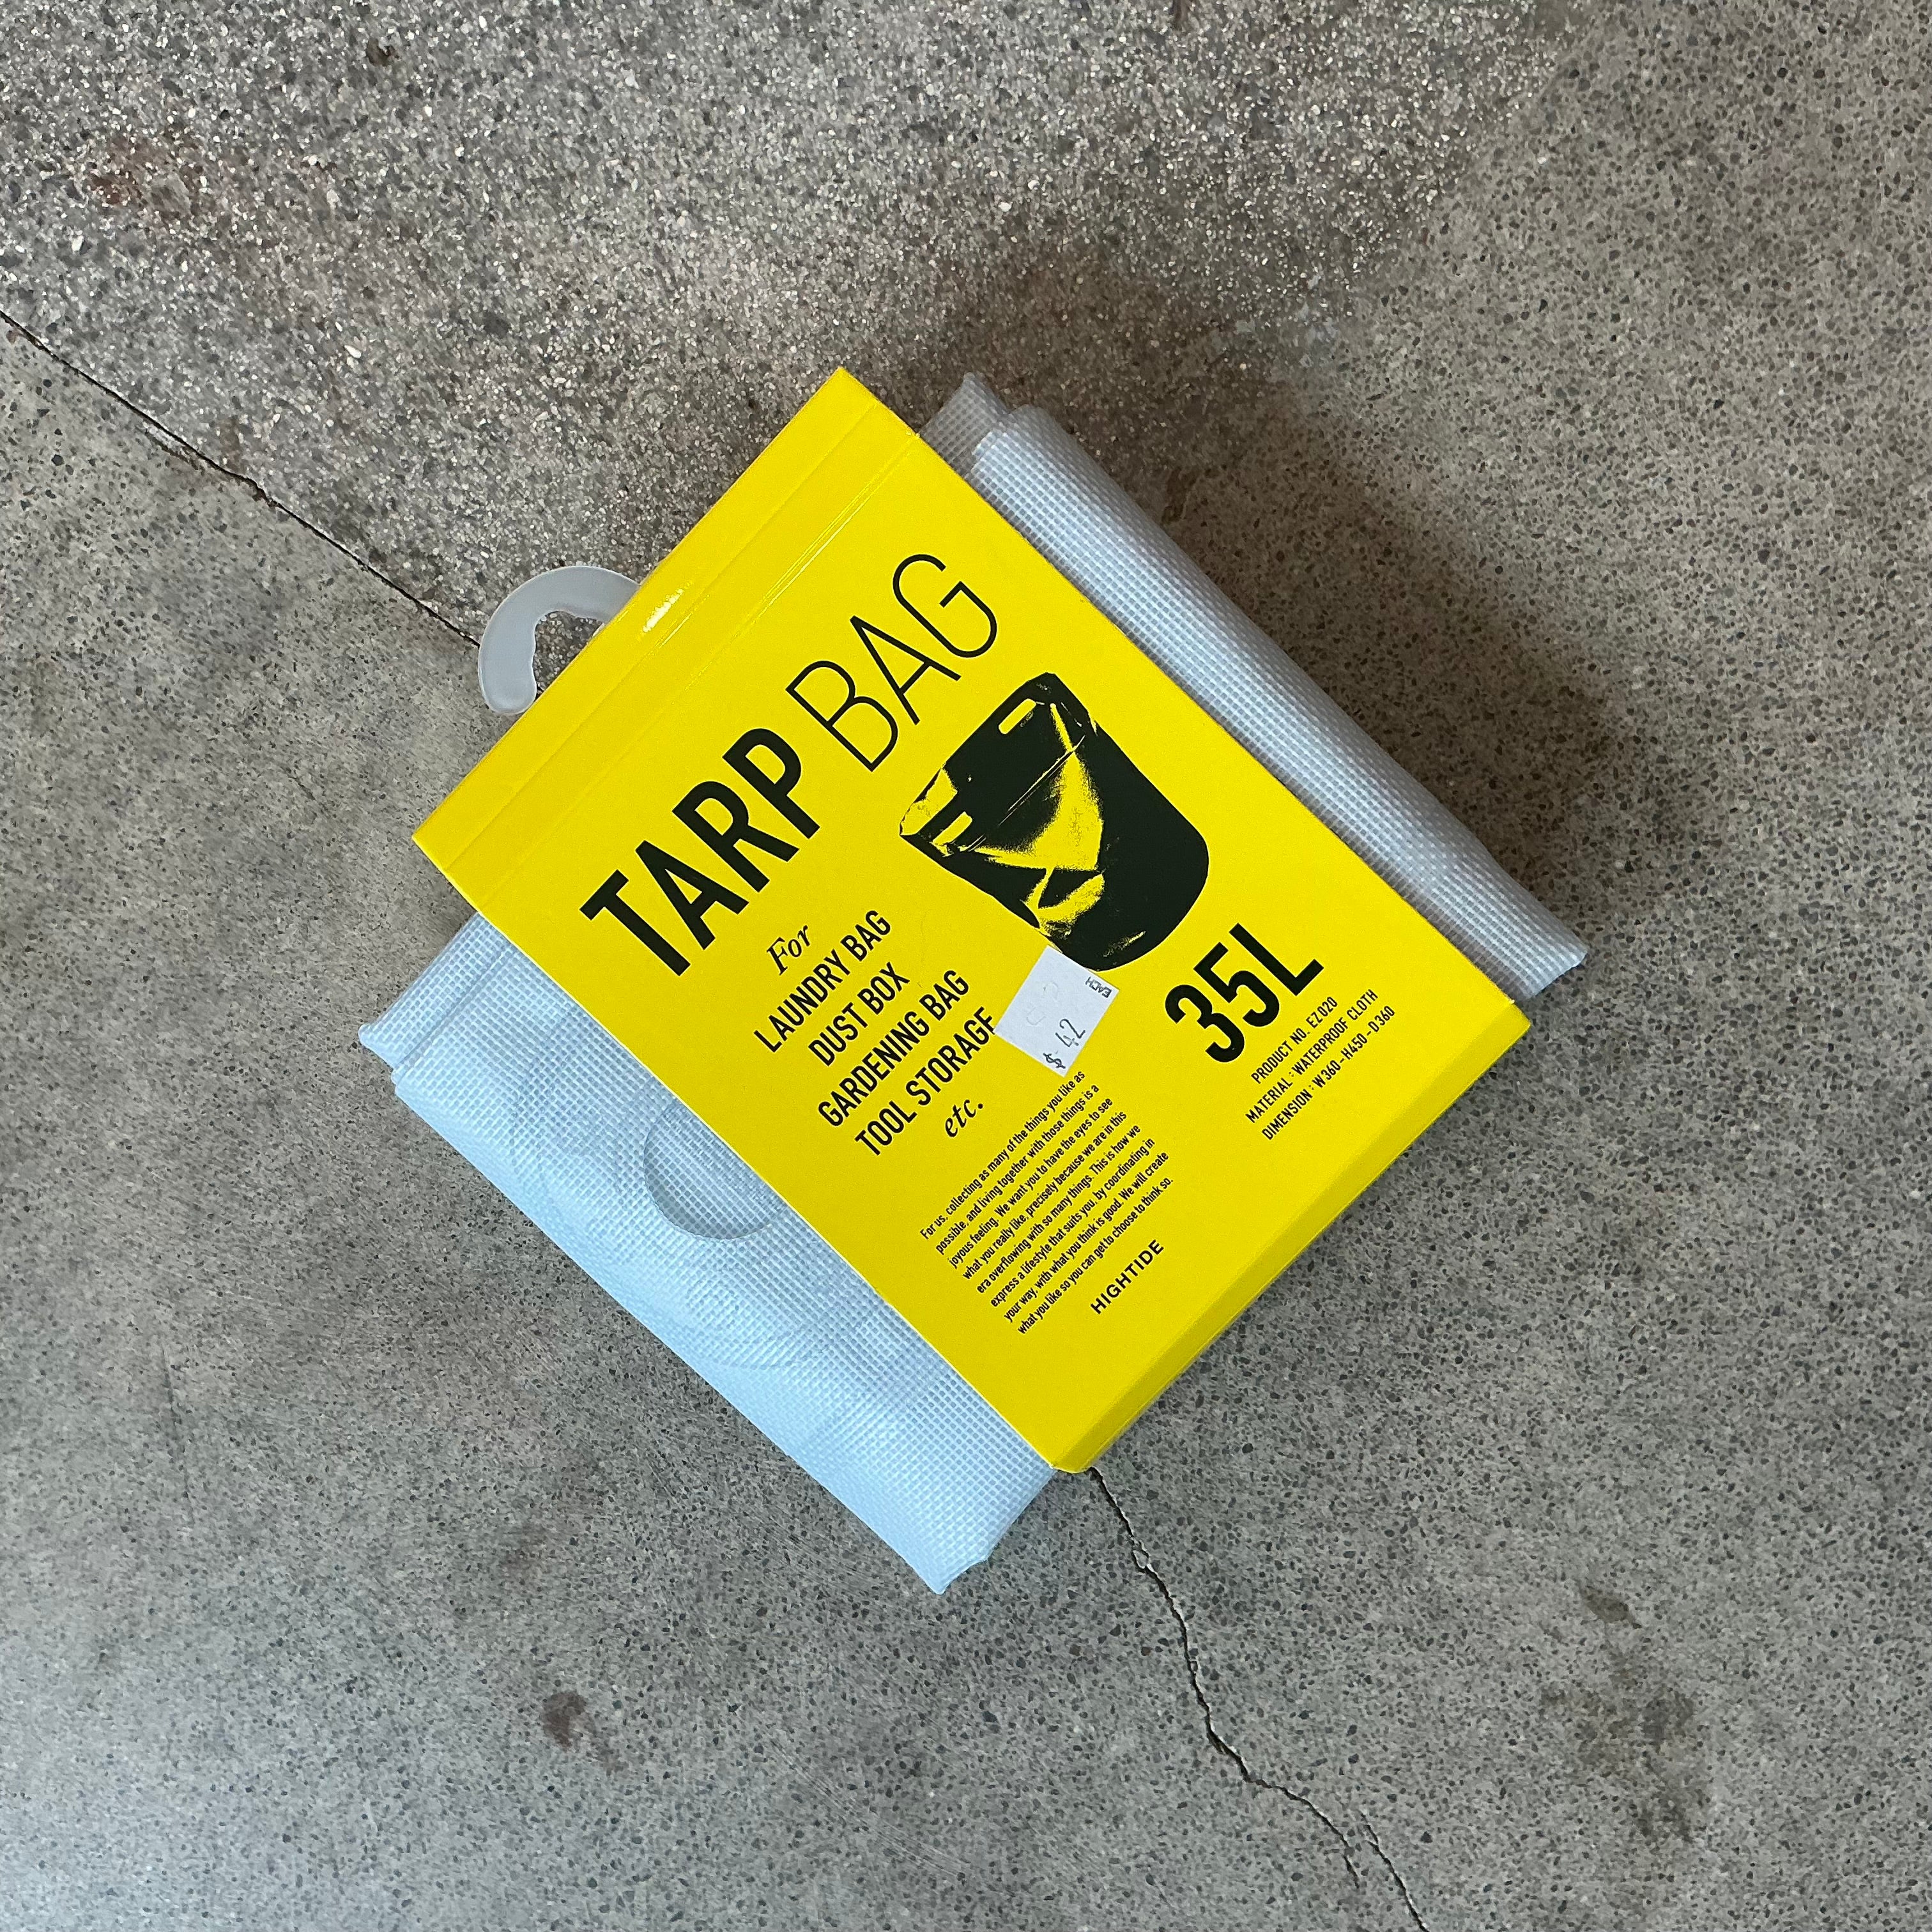 TARP BAG
For
LAUNDRY BAG
DUST BOX
GARDENING BAG
TOOL STORAGE
etc.
EACH
$ 42
35L
PRODUCT NO. EZ020
MATERIAL : WATERPROOF CLOTH
DIMENSION : W360-H450-D360
For us, collecting as many of the things you like as
possible, and living together with those things is a
joyous feeling. We want you to have the eyes to see
what you really like, precisely because we are in this
era overflowing with so many things. This is how we
express a lifestyle that suits you, by coordinating in
your way, with what you think is good. We will create
what you like so you can get to choose to think so.
HIGHTIDE